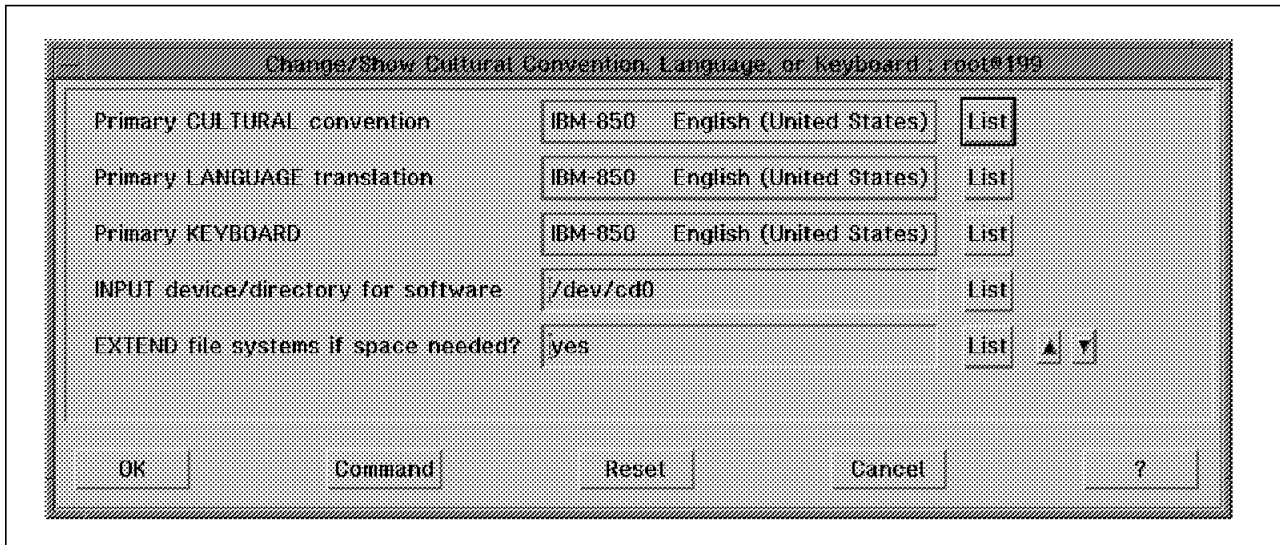 Change/Show Cultural Convention, Language, or Keyboard : root@199
Primary CULTURAL convention IBM-850 English (United States) List
Primary LANGUAGE translation IBM-850 English (United States) List
Primary KEYBOARD IBM-850 English (United States) List
INPUT device/directory for software /dev/cd0 List
EXTEND file systems if space needed? yes List
OK Command Reset Cancel ?